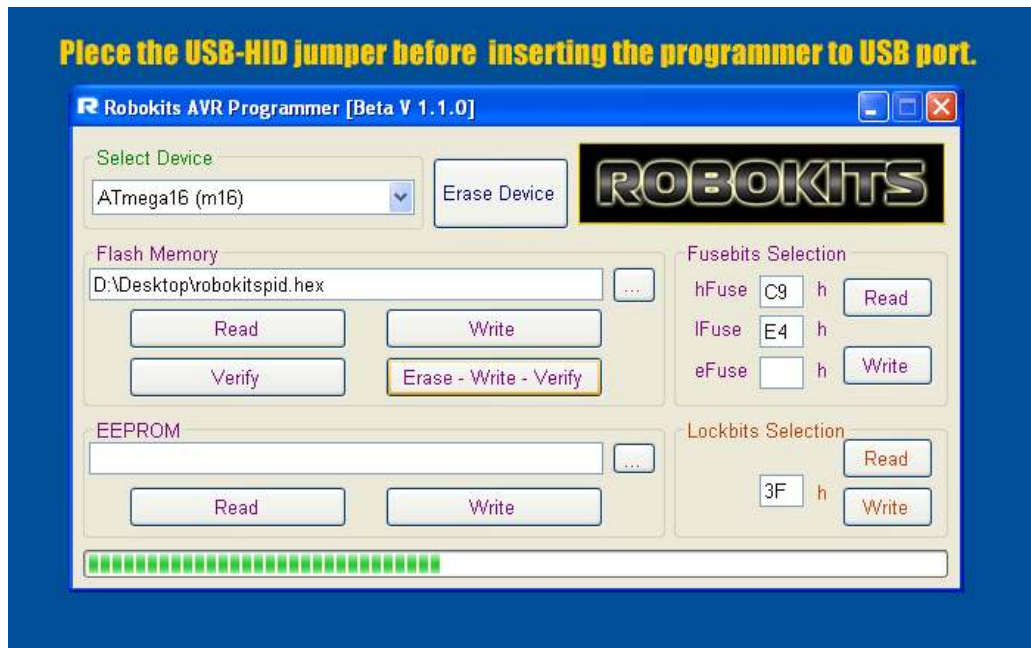 Plece the USB-HID jumper before inserting the programmer to USB port.
R Robokits AVR Programmer [Beta V 1.1.0]
Select Device
ATmega16 (m16)
Erase Device
ROBOKITS
Flash Memory
D:\Desktop\robokitspid.hex
...
Read
Write
Verify
Erase - Write - Verify
Fusebits Selection
hFuse C9 h
Read
lFuse E4 h
eFuse h
Write
EEPROM
...
Read
Write
Lockbits Selection
Read
3F h
Write